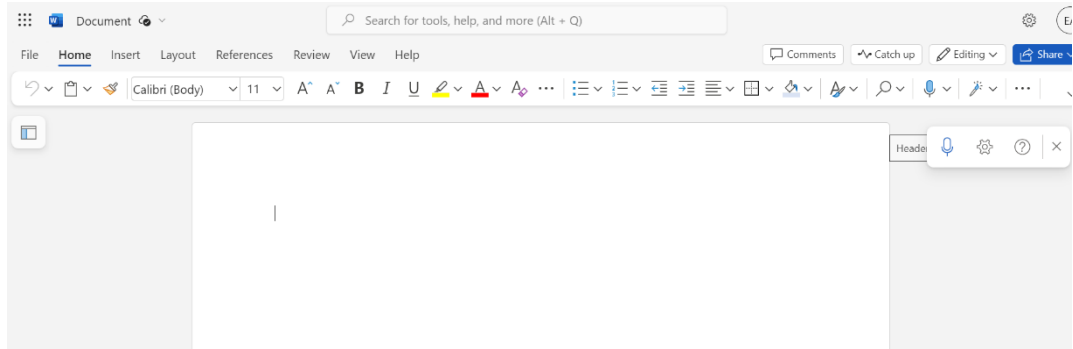 Document
Search for tools, help, and more (Alt + Q)
File Home Insert Layout References Review View Help
Comments Catch up Editing Share
Calibri (Body) 11 A A B I U A A
Header